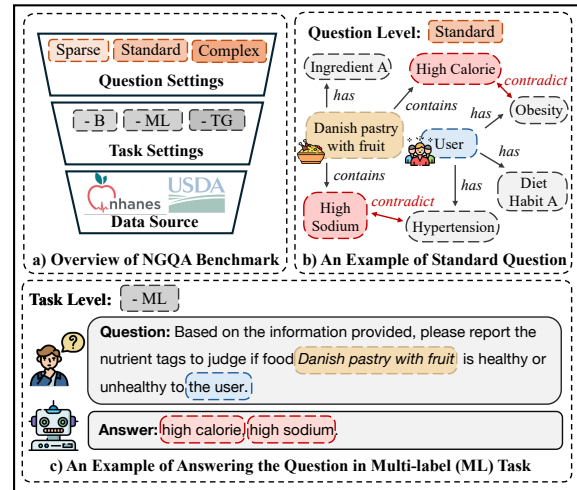 Sparse Standard Complex
Question Settings
- B - ML - TG
Task Settings
nhanes USDA
Data Source
a) Overview of NGQA Benchmark
Question Level: Standard
Ingredient A
High Calorie
has
contradict
contains
Obesity
Danish pastry
with fruit
User
has
has
contains
Diet
Habit A
High
Sodium
contradict
has
Hypertension
b) An Example of Standard Question
Task Level: - ML
Question: Based on the information provided, please report the
nutrient tags to judge if food Danish pastry with fruit is healthy or
unhealthy to the user.
Answer: high calorie, high sodium.
c) An Example of Answering the Question in Multi-label (ML) Task